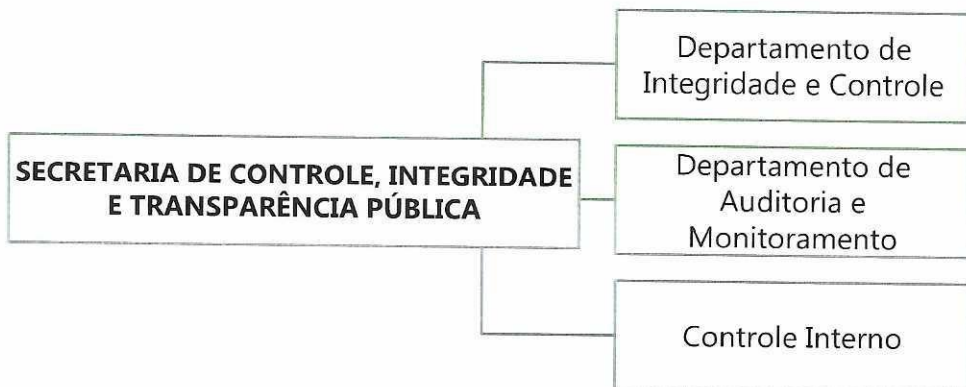 Departamento de
Integridade e Controle
SECRETARIA DE CONTROLE, INTEGRIDADE
E TRANSPARÊNCIA PÚBLICA
Departamento de
Auditoria e
Monitoramento
Controle Interno